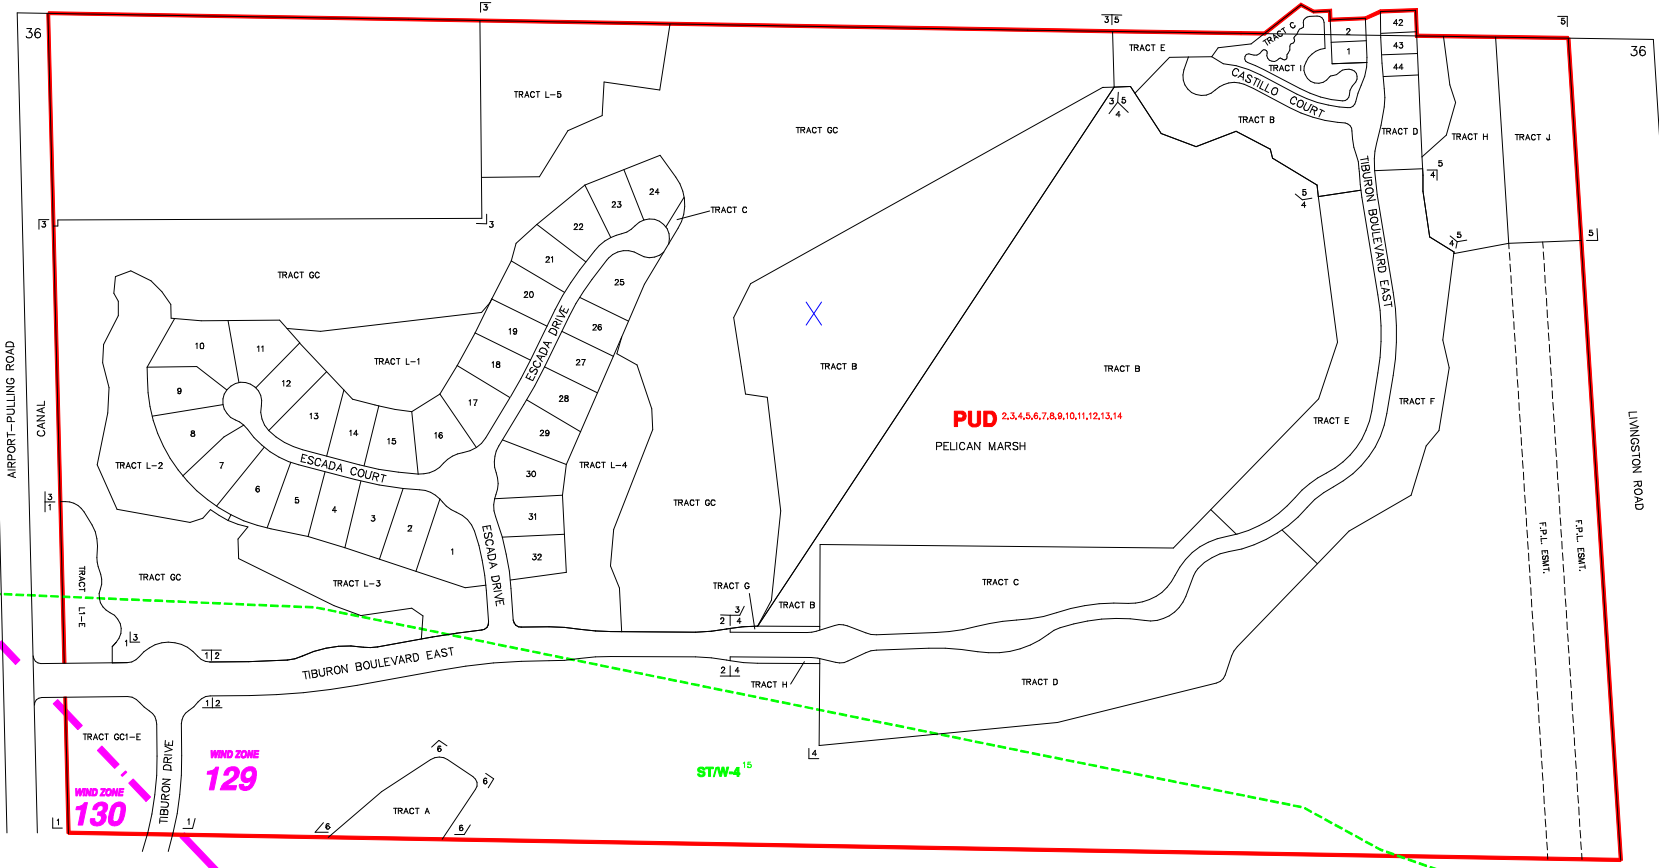 3
3|5
5
36
36
TRACT C
2
1
42
43
44
TRACT E
TRACT I
CASTILLO COURT
TRACT L-5
TRACT GC
3 5
4
TRACT B
TRACT D
TRACT H
TRACT J
5
4
24
23
22
TRACT C
3
3
5
4
5
4
5
TIBURON BOULEVARD EAST
TRACT GC
21
20
25
19
26
18
27
17
28
16
29
30
31
32
ESCADA DRIVE
10
11
12
9
13
14
15
8
7
6
5
4
3
2
1
TRACT L-1
TRACT L-2
ESCADA COURT
TRACT L-4
TRACT B
TRACT B
TRACT F
TRACT E
PUD 2,3,4,5,6,7,8,9,10,11,12,13,14
PELICAN MARSH
AIRPORT-PULLING ROAD
CANAL
LIVINGSTON ROAD
F.P.L. ESMT.
F.P.L. ESMT.
3
1
TRACT GC
TRACT GC
ESCADA DRIVE
TRACT L1-E
TRACT L-3
TRACT G
TRACT B
TRACT C
3
2 4
1 3
1|2
TIBURON BOULEVARD EAST
2|4
TRACT H
TRACT D
1|2
TRACT GC1-E
TIBURON DRIVE
WIND ZONE
129
WIND ZONE
130
ST/W-4 15
4
6
6
TRACT A
6
6
1
1